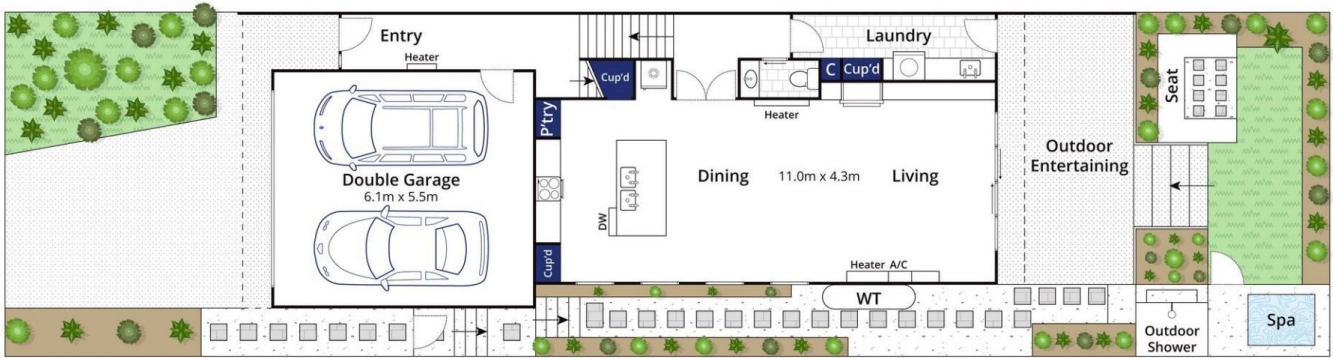 Entry
Heater
Laundry
Cup'd
C
Cup'd
Seat
P'try
Heater
Double Garage
6.1m x 5.5m
Dining
11.0m x 4.3m
Living
Outdoor
Entertaining
DW
Cup'd
Heater A/C
WT
Outdoor
Shower
Spa